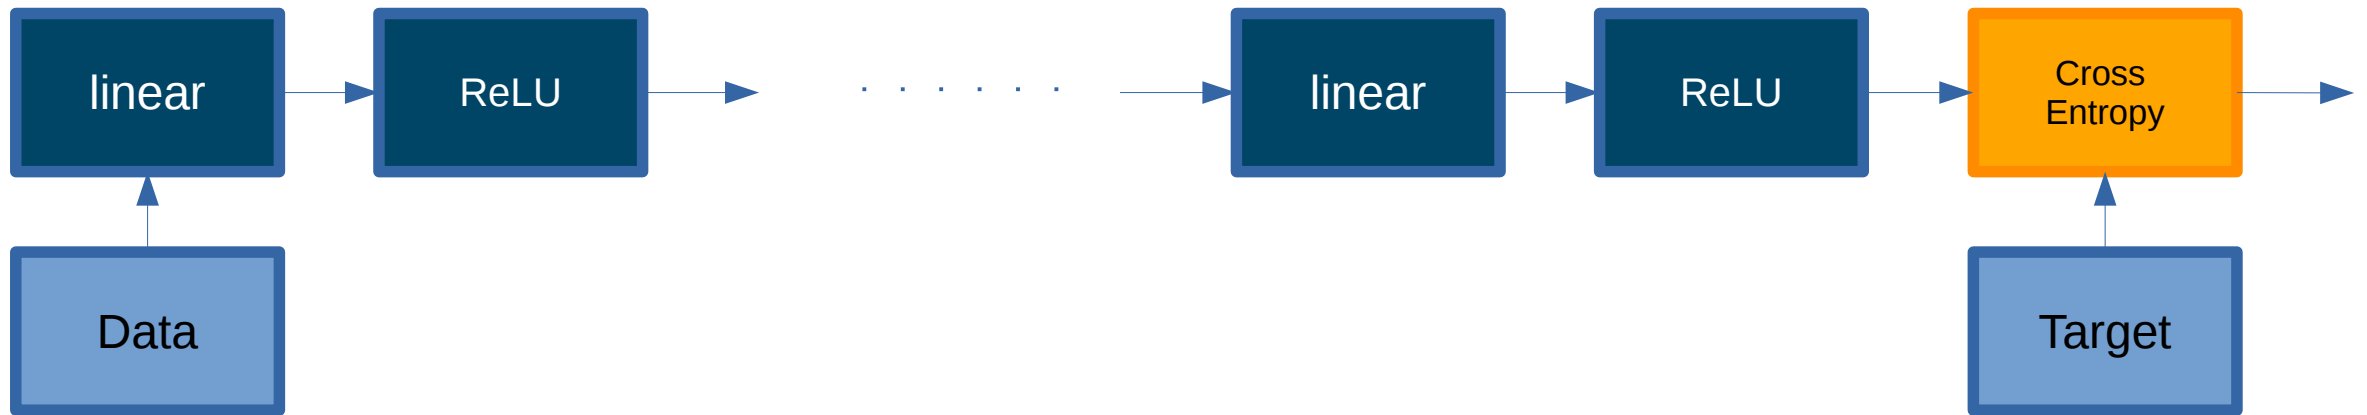 linear
ReLU
. . . . . .
linear
ReLU
Cross
Entropy
Data
Target